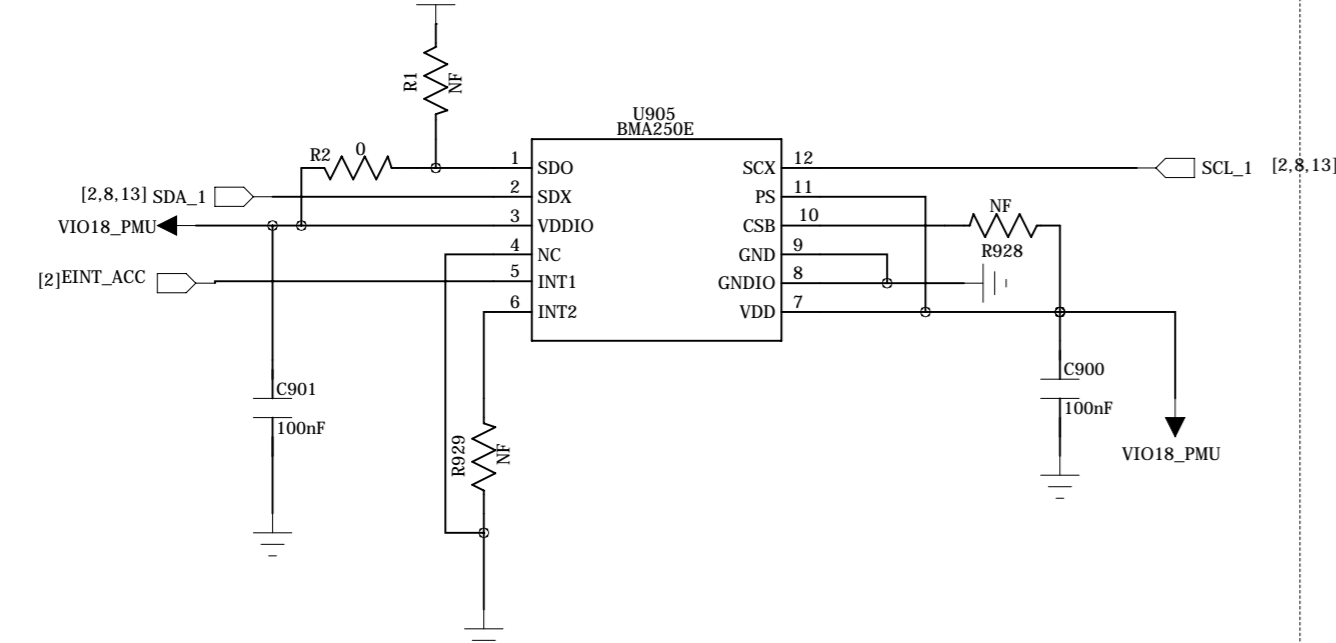 R1
NF
U905
BMA250E
R2
0
1
SDO
SCX
12
SCL_1
[2,8,13]
[2,8,13]
SDA_1
2
SDX
PS
11
VIO18_PMU
3
VDDIO
CSB
10
NF
R928
4
NC
GND
9
[2]EINT_ACC
5
INT1
GNDIO
8
6
INT2
VDD
7
C901
100nF
C900
100nF
R929
NF
VIO18_PMU